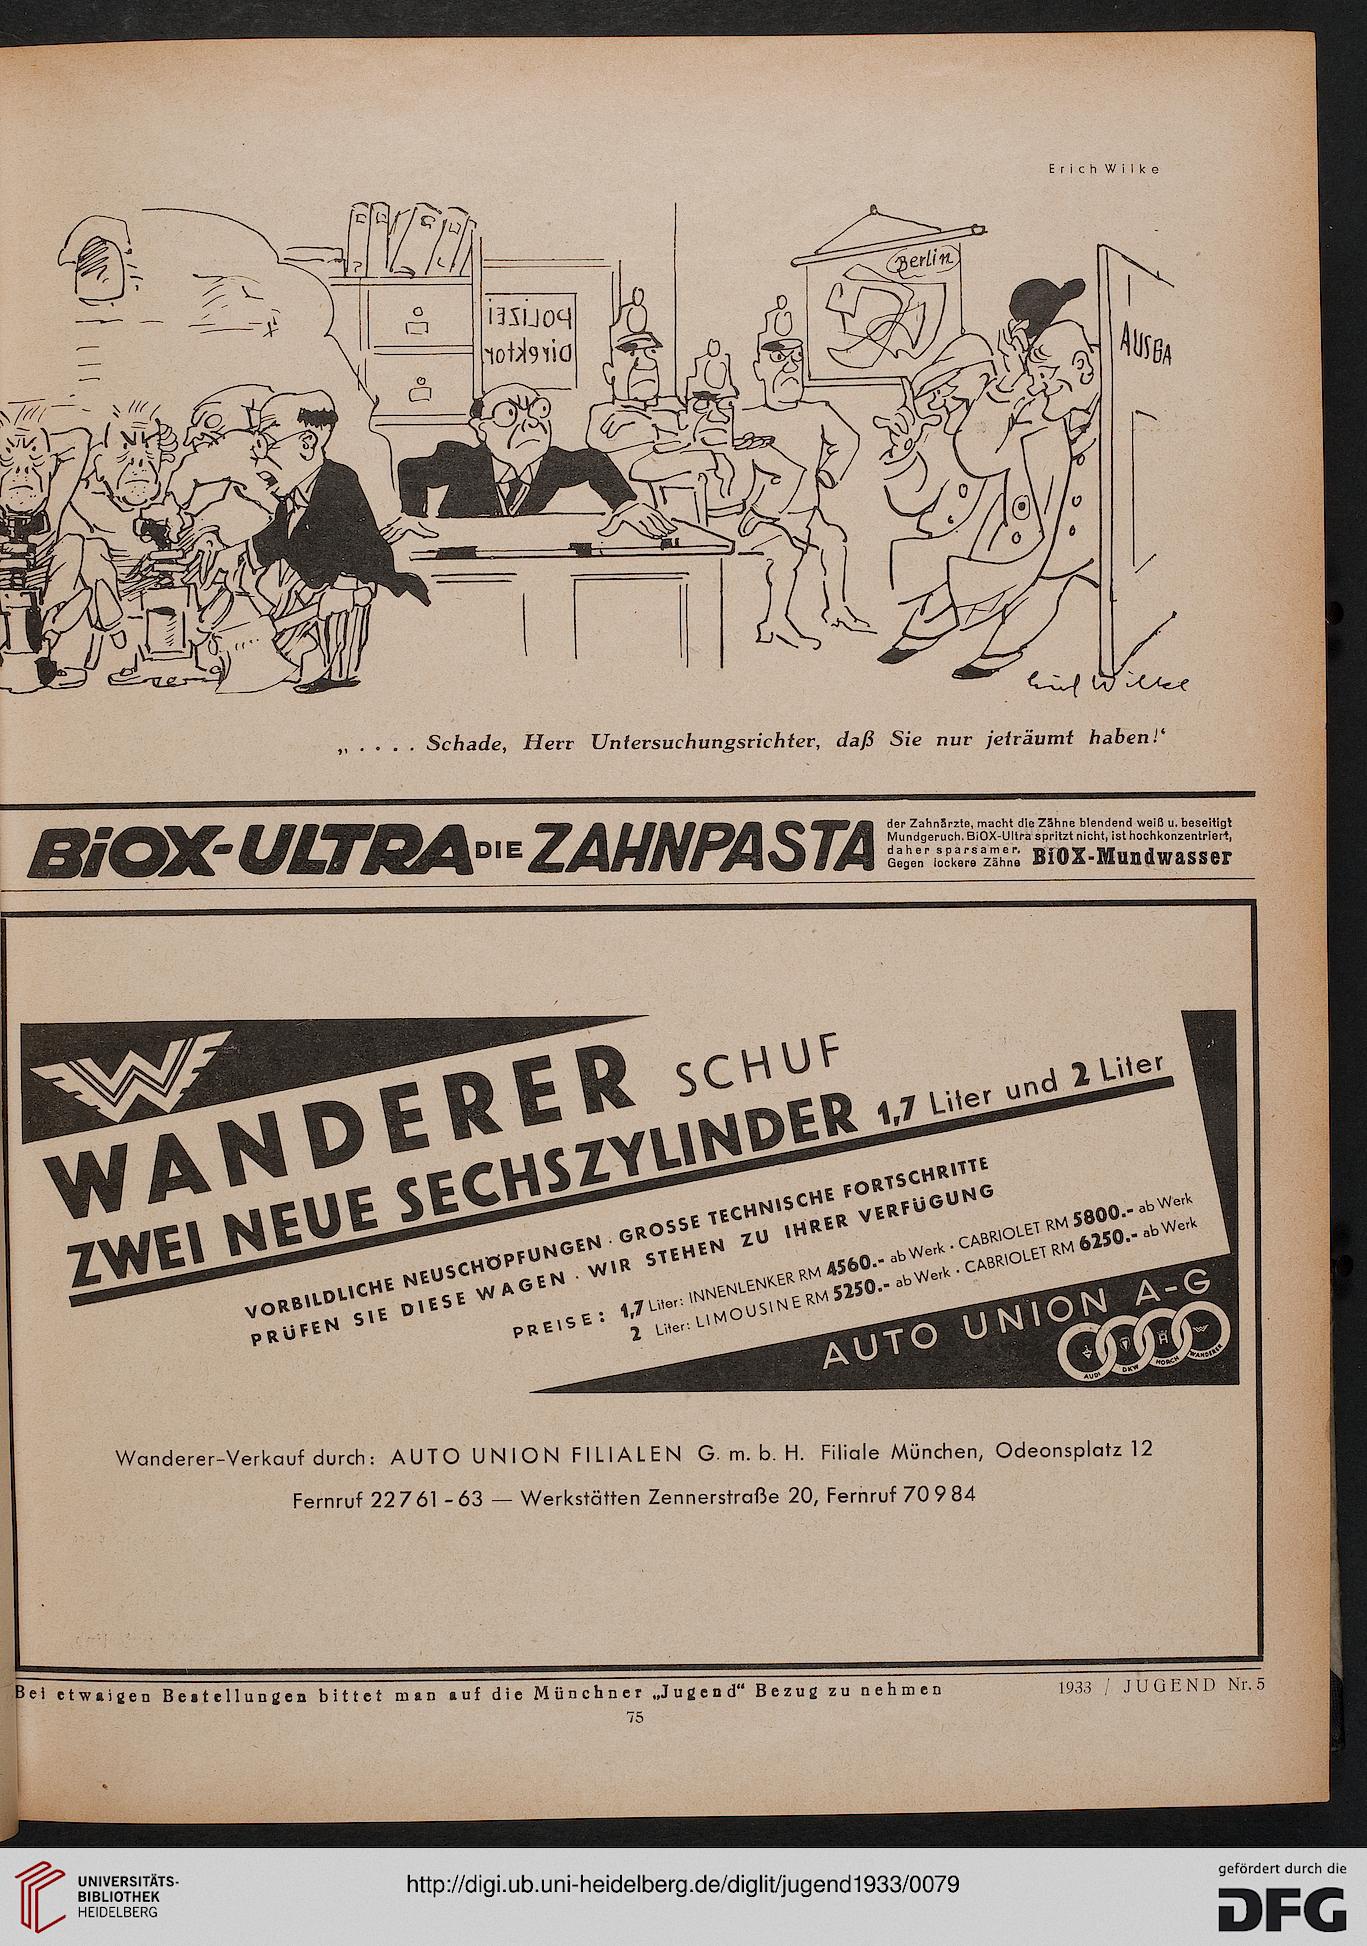 Erich Wilke
Berlin
POLIZEI
Direktor
AUSGA
Erich Wilke
„ . . . . Schade, Herr Untersuchungsrichter, daß Sie nur jeträumt haben!‘
BiOX-ULTRA DIE ZAHNPASTA
der Zahnärzte, macht die Zähne blendend weiß u. beseitigt
Mundgeruch. BiOX-Ultra spritzt nicht, ist hochkonzentriert,
daher sparsamer.
Gegen lockere Zähne BiOX-Mundwasser
W
WANDERER SCHUF
ZWEI NEUE SECHSZYLINDER 1,7 Liter und 2 Liter
VORBILDLICHE NEUSCHÖPFUNGEN · GROSSE TECHNISCHE FORTSCHRITTE
PRÜFEN SIE DIESE WAGEN · WIR STEHEN ZU IHRER VERFÜGUNG
PREISE: 1,7 Liter: INNENLENKER RM 4560.- ab Werk · CABRIOLET RM 5800.- ab Werk
2 Liter: LIMOUSINE RM 5250.- ab Werk · CABRIOLET RM 6250.- ab Werk
AUTO UNION A-G
AUDI DKW HORCH WANDERER
Wanderer-Verkauf durch: AUTO UNION FILIALEN G. m. b. H. Filiale München, Odeonsplatz 12
Fernruf 22761-63 — Werkstätten Zennerstraße 20, Fernruf 70984
Bei etwaigen Bestellungen bittet man auf die Münchner „Jugend“ Bezug zu nehmen
1933 / JUGEND Nr. 5
75
UNIVERSITÄTS-
BIBLIOTHEK
HEIDELBERG
http://digi.ub.uni-heidelberg.de/diglit/jugend1933/0079
gefördert durch die
DFG